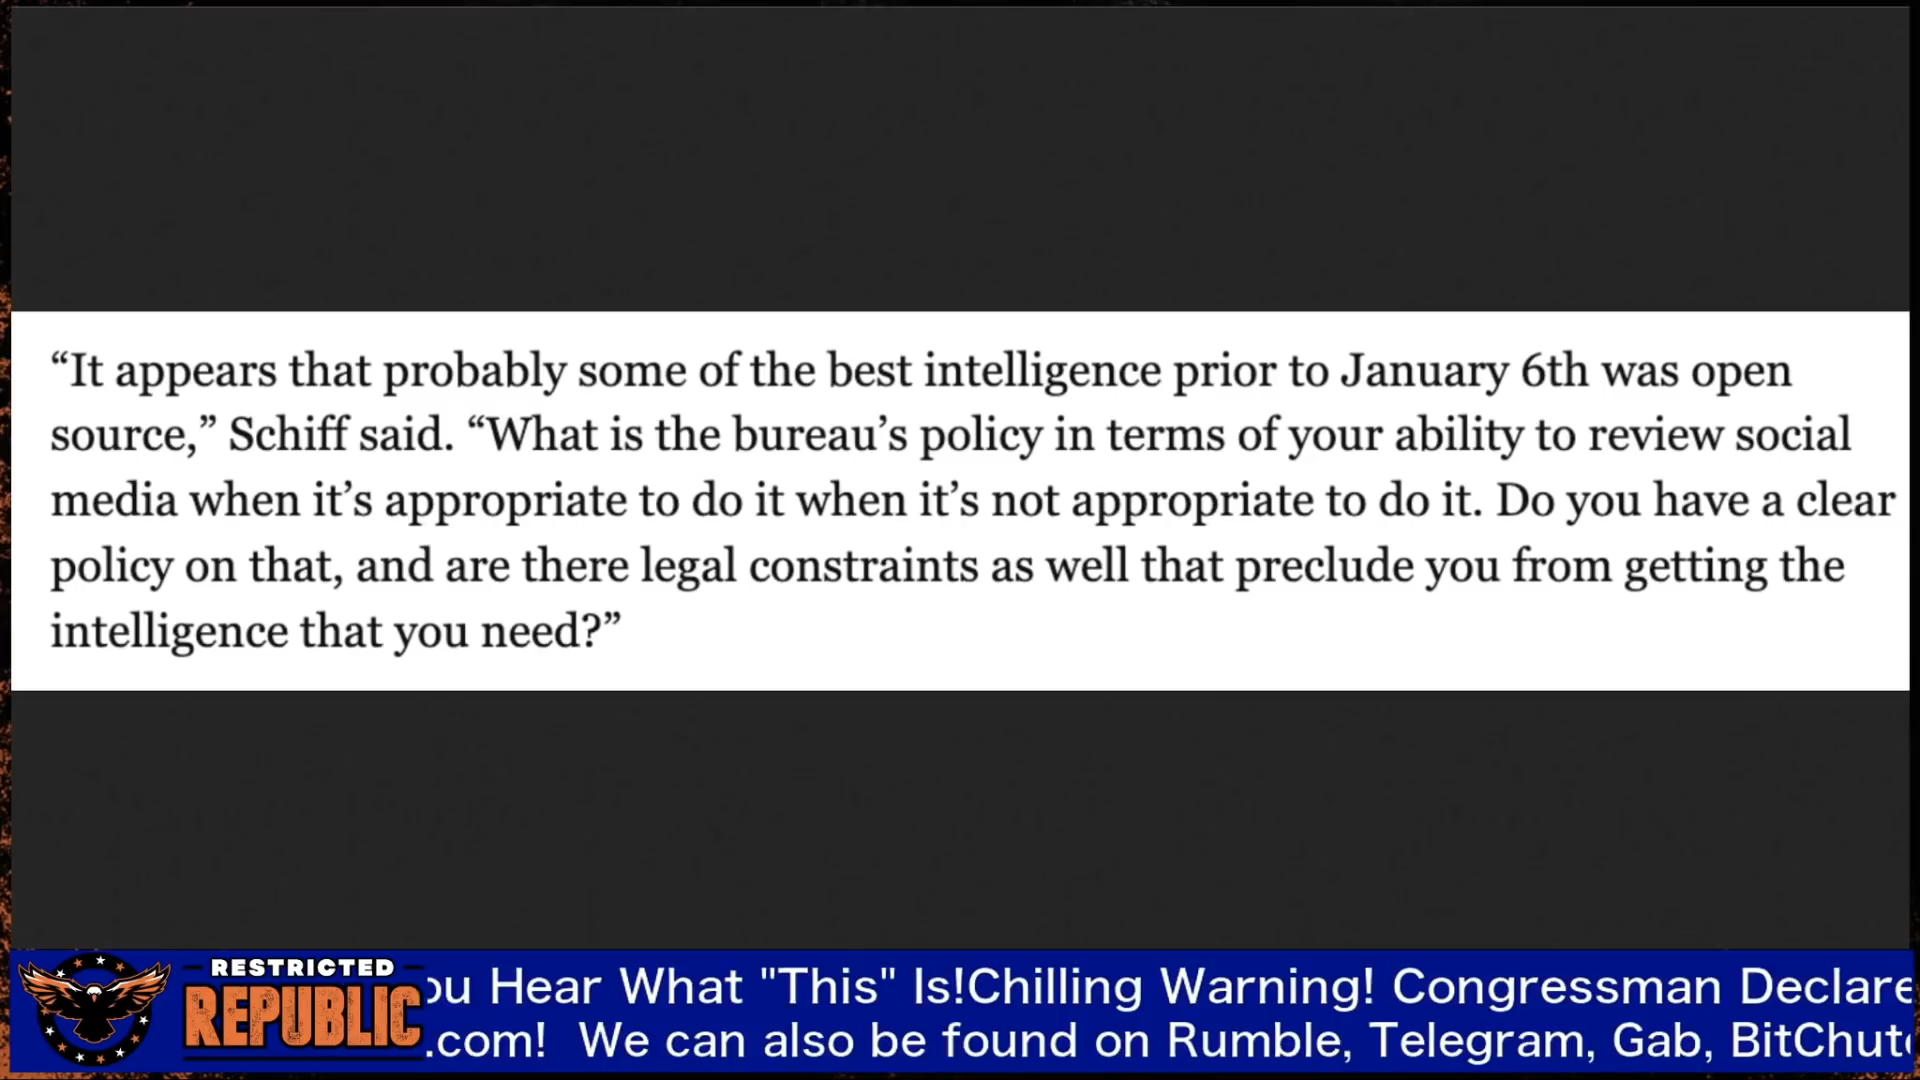 “It appears that probably some of the best intelligence prior to January 6th was open
source,” Schiff said. “What is the bureau’s policy in terms of your ability to review social
media when it’s appropriate to do it when it’s not appropriate to do it. Do you have a clear
policy on that, and are there legal constraints as well that preclude you from getting the
intelligence that you need?”
RESTRICTED
REPUBLIC
ou Hear What "This" Is!Chilling Warning! Congressman Declare
.com! We can also be found on Rumble, Telegram, Gab, BitChut